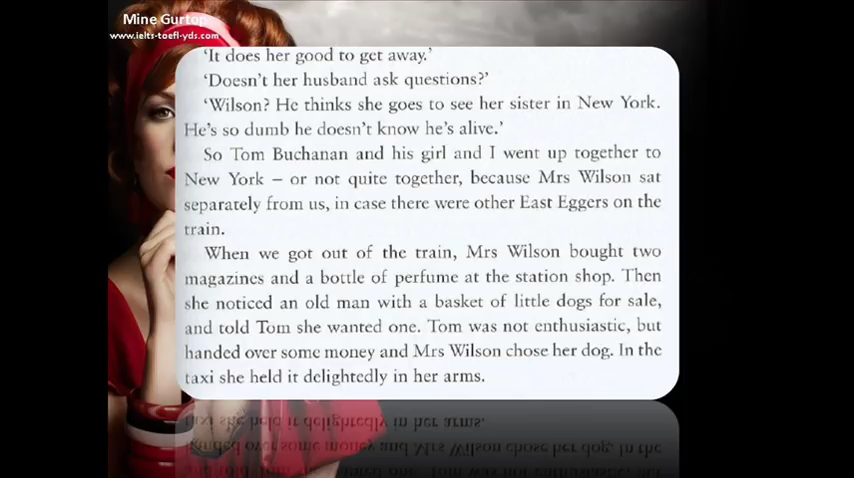 Mine Gurtop
www.ielts-toefl-yds.com
'It does her good to get away.'
'Doesn't her husband ask questions?'
'Wilson? He thinks she goes to see her sister in New York.
He's so dumb he doesn't know he's alive.'
So Tom Buchanan and his girl and I went up together to
New York – or not quite together, because Mrs Wilson sat
separately from us, in case there were other East Eggers on the
train.
When we got out of the train, Mrs Wilson bought two
magazines and a bottle of perfume at the station shop. Then
she noticed an old man with a basket of little dogs for sale,
and told Tom she wanted one. Tom was not enthusiastic, but
handed over some money and Mrs Wilson chose her dog. In the
taxi she held it delightedly in her arms.